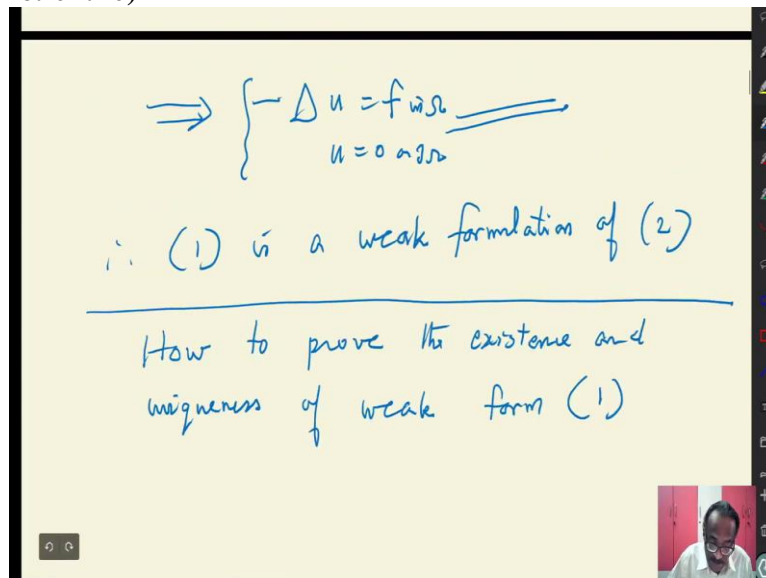 ⟹ { - Δ u = f in Ω
u = 0 on ∂Ω
∴ (1) is a weak formulation of (2)
How to prove the existence and
uniqueness of weak form (1)